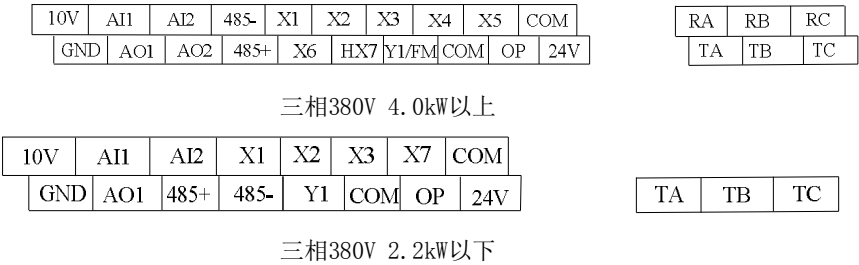 10V AI1 AI2 485- X1 X2 X3 X4 X5 COM RA RB RC
GND AO1 AO2 485+ X6 HX7 Y1/FM COM OP 24V TA TB TC
三相380V 4.0kW以上
10V AI1 AI2 X1 X2 X3 X7 COM
GND AO1 485+ 485- Y1 COM OP 24V TA TB TC
三相380V 2.2kW以下